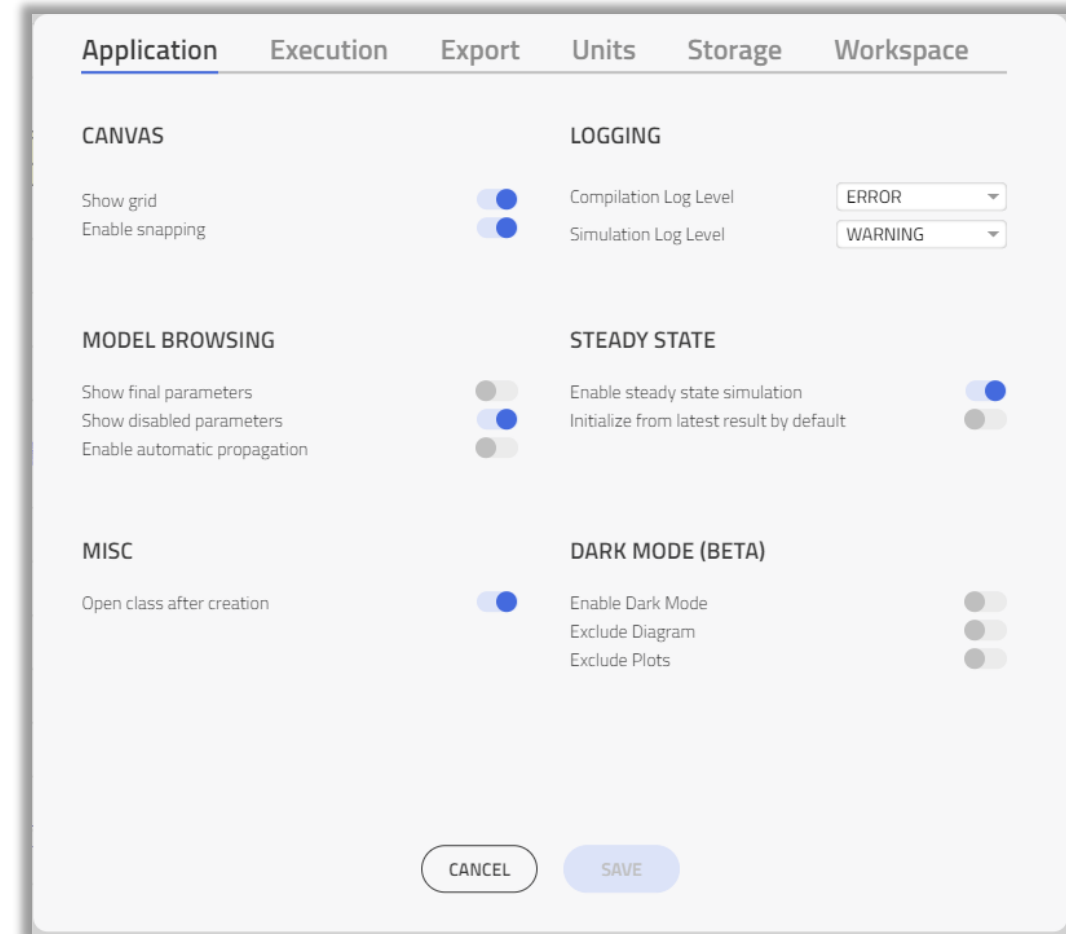 Application Execution Export Units Storage Workspace
CANVAS
Show grid
Enable snapping
LOGGING
Compilation Log Level ERROR
Simulation Log Level WARNING
MODEL BROWSING
Show final parameters
Show disabled parameters
Enable automatic propagation
STEADY STATE
Enable steady state simulation
Initialize from latest result by default
MISC
Open class after creation
DARK MODE (BETA)
Enable Dark Mode
Exclude Diagram
Exclude Plots
CANCEL SAVE